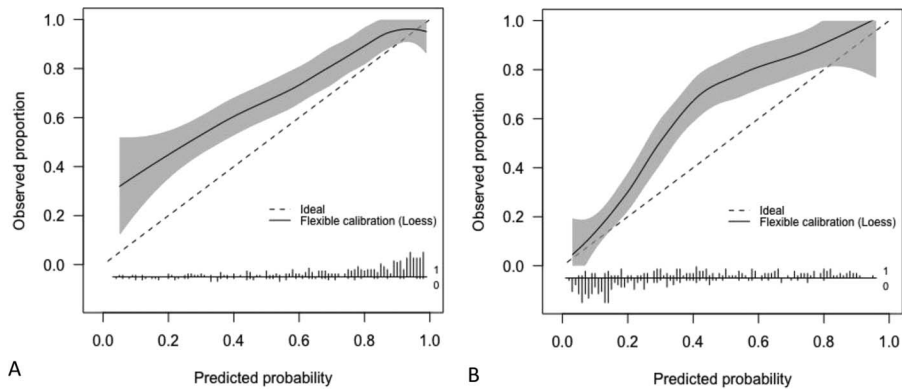 1.0
0.8
0.6
0.4
0.2
0.0
Observed proportion
Ideal
Flexible calibration (Loess)
1
0
0.0 0.2 0.4 0.6 0.8 1.0
Predicted probability
A
1.0
0.8
0.6
0.4
0.2
0.0
Observed proportion
Ideal
Flexible calibration (Loess)
1
0
0.0 0.2 0.4 0.6 0.8 1.0
Predicted probability
B